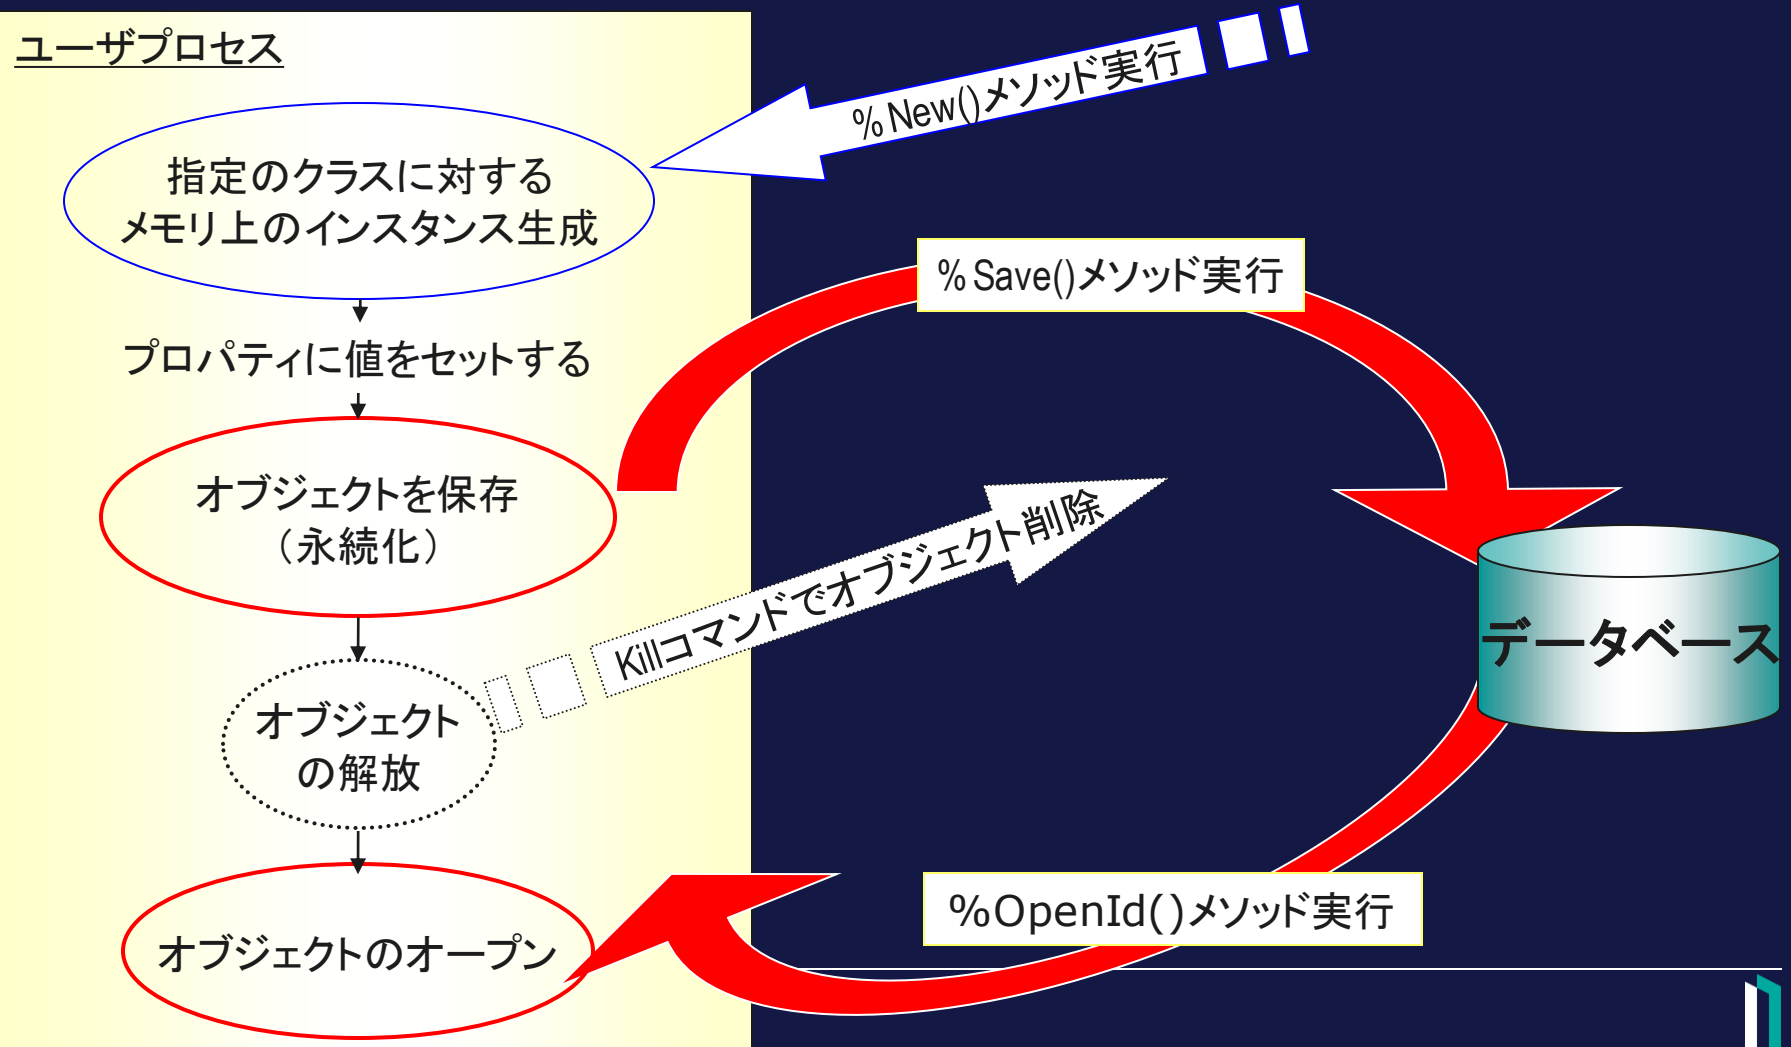 ユーザプロセス
%New()メソッド実行
指定のクラスに対する
メモリ上のインスタンス生成
%Save()メソッド実行
プロパティに値をセットする
オブジェクトを保存
（永続化）
Killコマンドでオブジェクト削除
データベース
オブジェクト
の解放
%OpenId()メソッド実行
オブジェクトのオープン